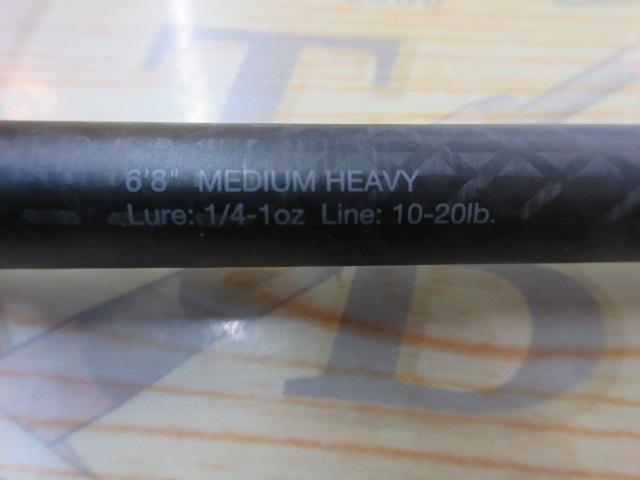 6'8" MEDIUM HEAVY
Lure: 1/4-1oz Line: 10-20lb.